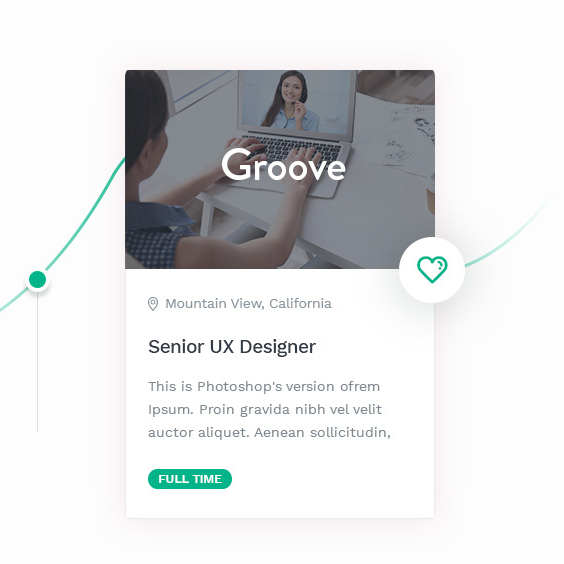 Groove
Mountain View, California
Senior UX Designer
This is Photoshop's version ofrem
Ipsum. Proin gravida nibh vel velit
auctor aliquet. Aenean sollicitudin,
FULL TIME